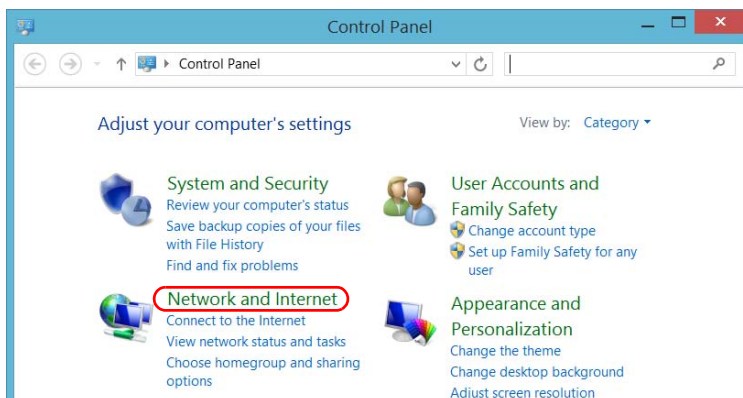 Control Panel
Control Panel
Adjust your computer's settings
View by: Category
System and Security
Review your computer's status
Save backup copies of your files
with File History
Find and fix problems
Network and Internet
Connect to the Internet
View network status and tasks
Choose homegroup and sharing
options
User Accounts and
Family Safety
Change account type
Set up Family Safety for any
user
Appearance and
Personalization
Change the theme
Change desktop background
Adjust screen resolution